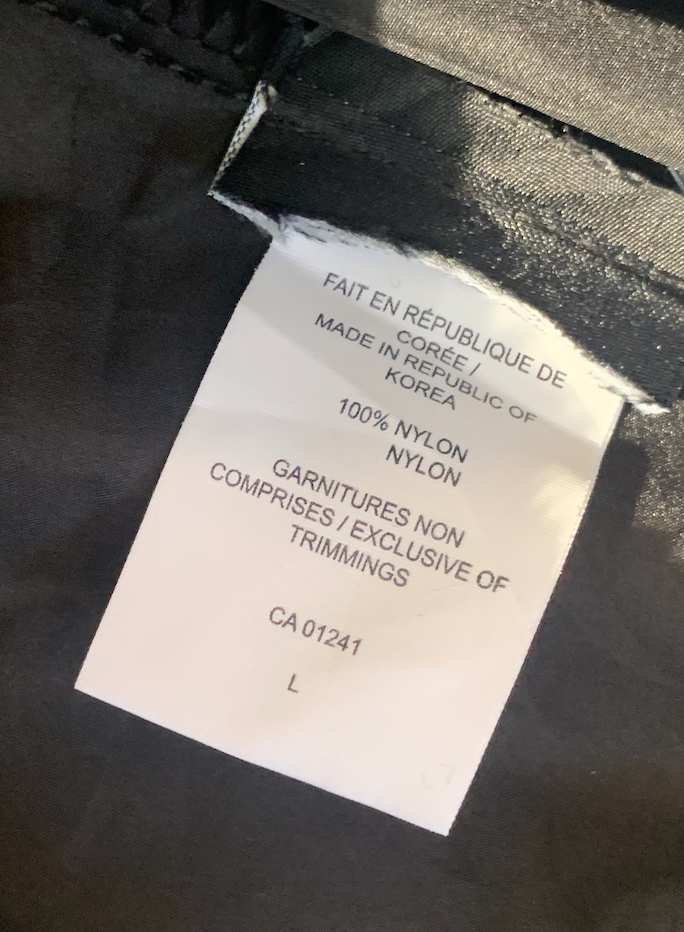 FAIT EN RÉPUBLIQUE DE
CORÉE /
MADE IN REPUBLIC OF
KOREA
100% NYLON
NYLON
GARNITURES NON
COMPRISES / EXCLUSIVE OF
TRIMMINGS
CA 01241
L